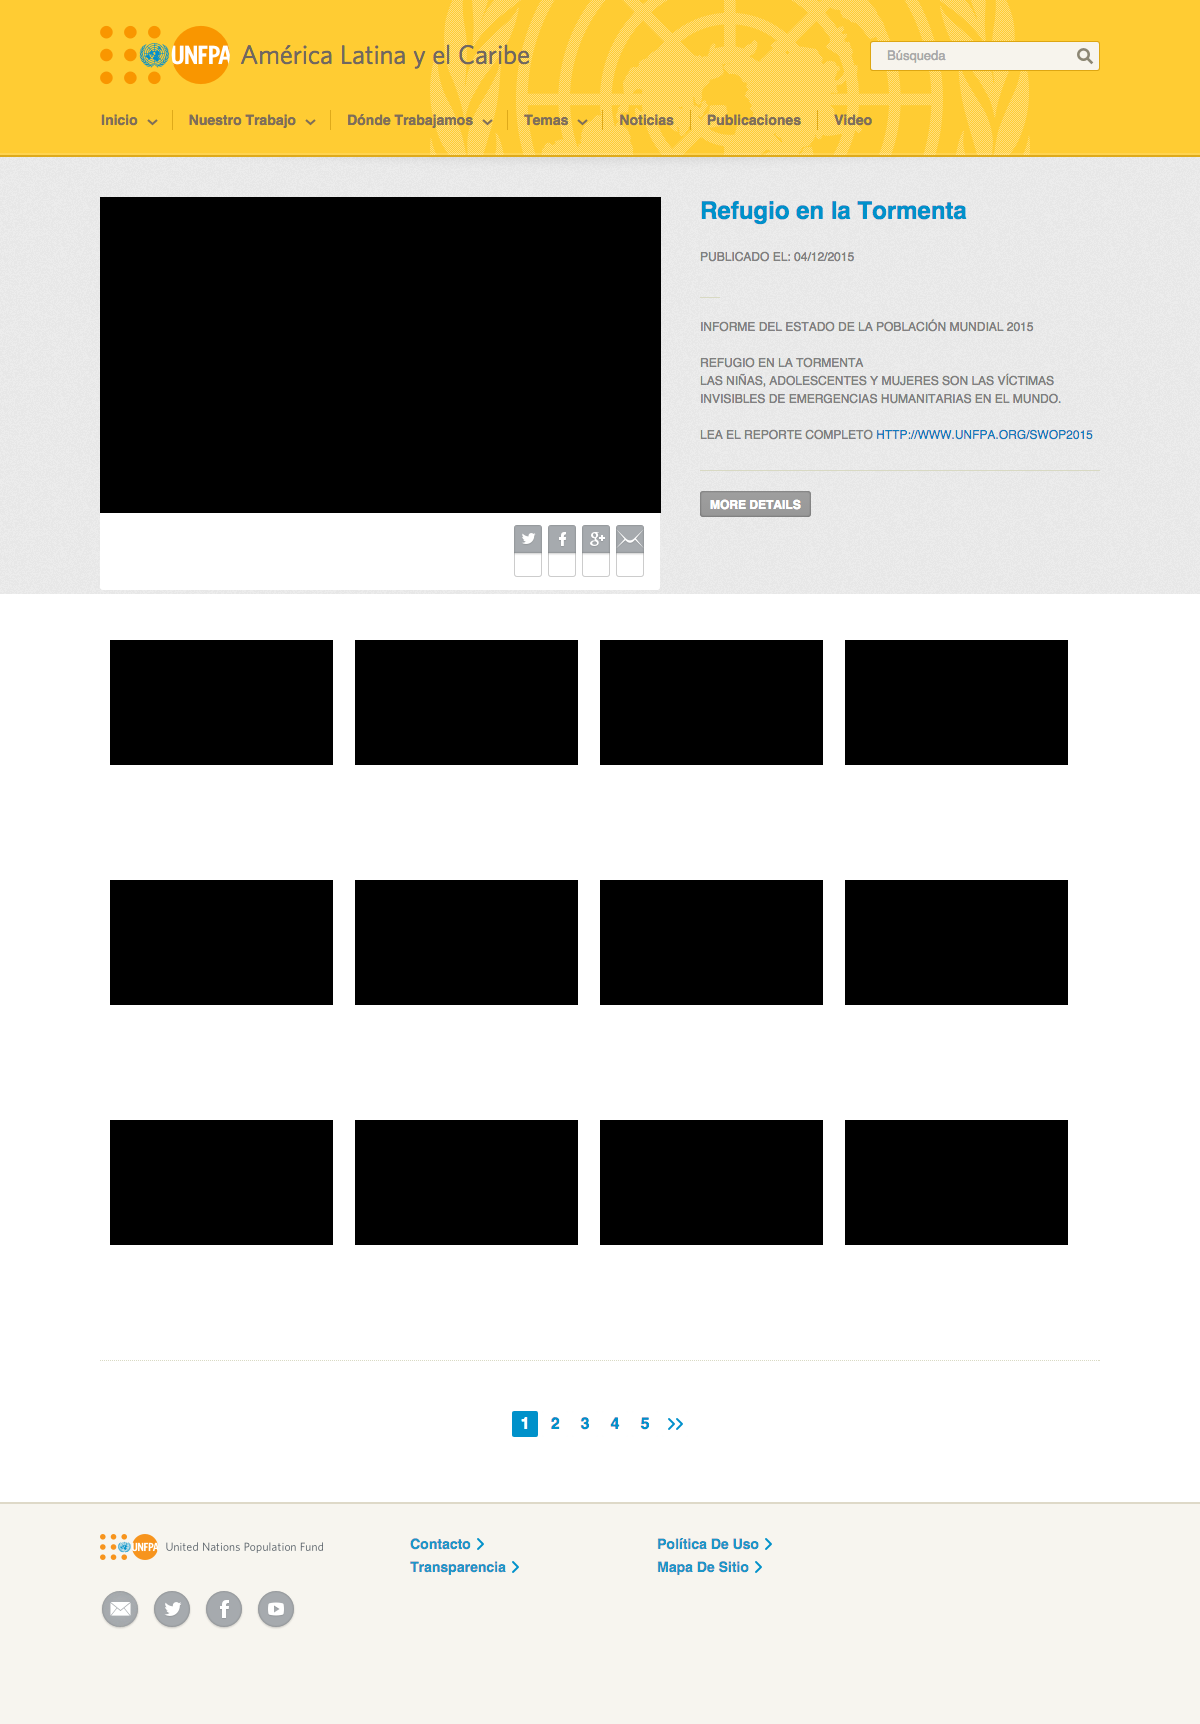 UNFPA América Latina y el Caribe
Búsqueda
Inicio Nuestro Trabajo Dónde Trabajamos Temas Noticias Publicaciones Video
Refugio en la Tormenta
PUBLICADO EL: 04/12/2015
INFORME DEL ESTADO DE LA POBLACIÓN MUNDIAL 2015
REFUGIO EN LA TORMENTA
LAS NIÑAS, ADOLESCENTES Y MUJERES SON LAS VÍCTIMAS
INVISIBLES DE EMERGENCIAS HUMANITARIAS EN EL MUNDO.
LEA EL REPORTE COMPLETO HTTP://WWW.UNFPA.ORG/SWOP2015
MORE DETAILS
1 2 3 4 5
UNFPA United Nations Population Fund
Contacto
Transparencia
Política De Uso
Mapa De Sitio